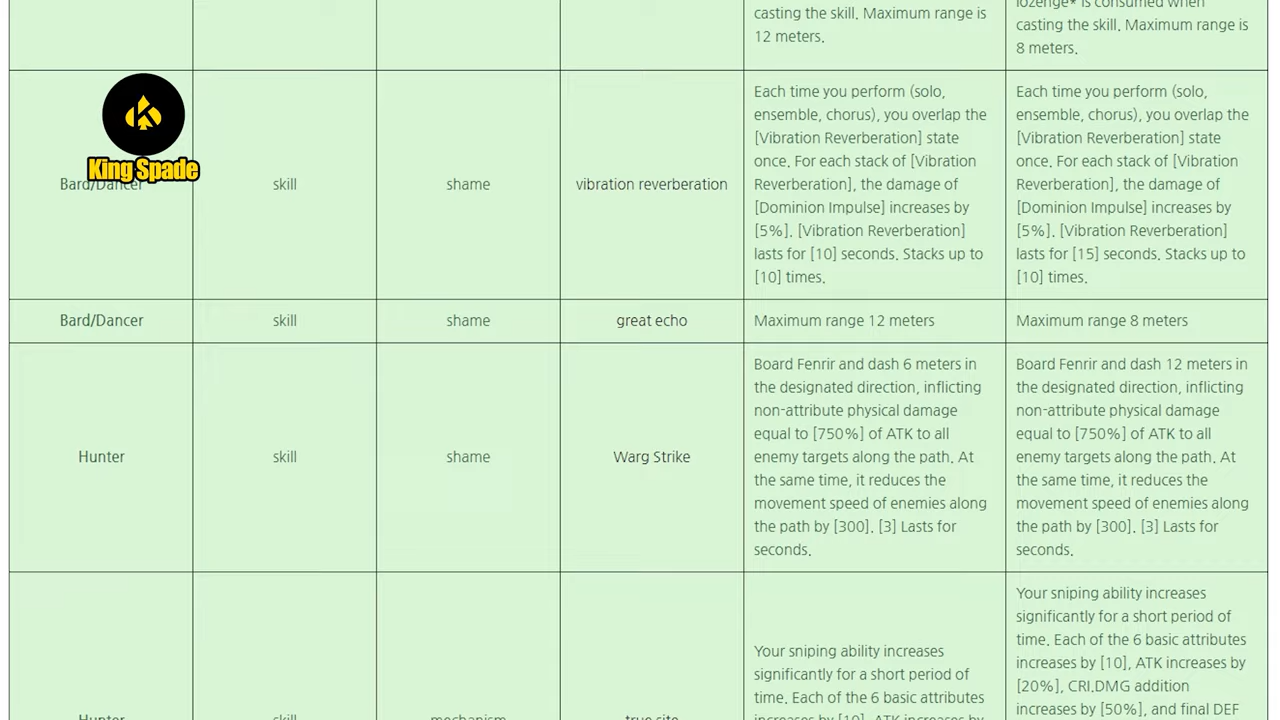 casting the skill. Maximum range is
12 meters.
lozenge* is consumed when
casting the skill. Maximum range is
8 meters.
King Spade
Bard/Dancer
skill
shame
vibration reverberation
Each time you perform (solo,
ensemble, chorus), you overlap the
[Vibration Reverberation] state
once. For each stack of [Vibration
Reverberation], the damage of
[Dominion Impulse] increases by
[5%]. [Vibration Reverberation]
lasts for [10] seconds. Stacks up to
[10] times.
Each time you perform (solo,
ensemble, chorus), you overlap the
[Vibration Reverberation] state
once. For each stack of [Vibration
Reverberation], the damage of
[Dominion Impulse] increases by
[5%]. [Vibration Reverberation]
lasts for [15] seconds. Stacks up to
[10] times.
Bard/Dancer
skill
shame
great echo
Maximum range 12 meters
Maximum range 8 meters
Hunter
skill
shame
Warg Strike
Board Fenrir and dash 6 meters in
the designated direction, inflicting
non-attribute physical damage
equal to [750%] of ATK to all
enemy targets along the path. At
the same time, it reduces the
movement speed of enemies along
the path by [300]. [3] Lasts for
seconds.
Board Fenrir and dash 12 meters in
the designated direction, inflicting
non-attribute physical damage
equal to [750%] of ATK to all
enemy targets along the path. At
the same time, it reduces the
movement speed of enemies along
the path by [300]. [3] Lasts for
seconds.
Hunter
skill
mechanism
true site
Your sniping ability increases
significantly for a short period of
time. Each of the 6 basic attributes
increases by [10], ATK increases by
Your sniping ability increases
significantly for a short period of
time. Each of the 6 basic attributes
increases by [10], ATK increases by
[20%], CRI.DMG addition
increases by [50%], and final DEF